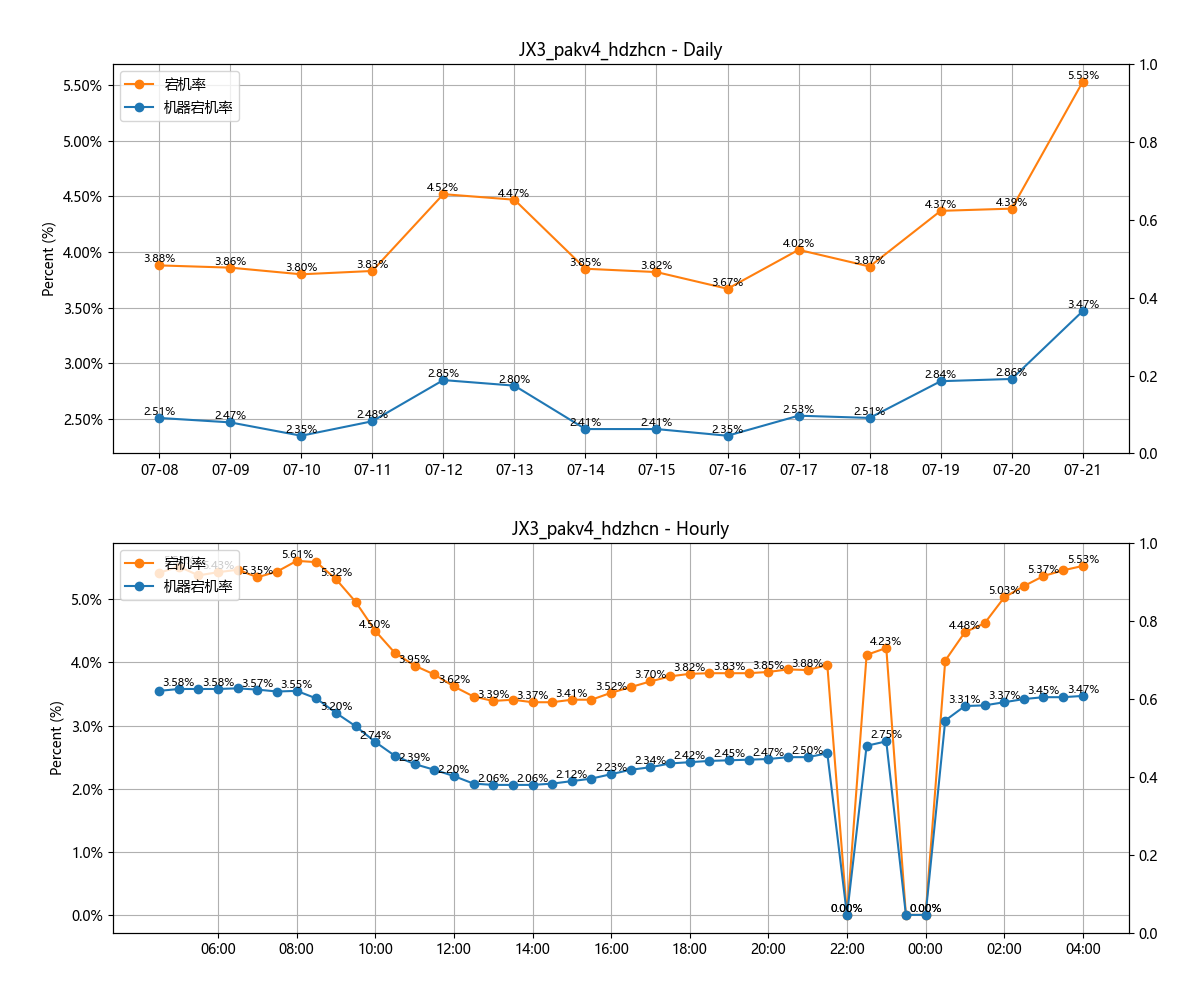 JX3_pakv4_hdzhcn - Daily
宕机率
机器宕机率
Percent (%)
5.50%
5.00%
4.50%
4.00%
3.50%
3.00%
2.50%
1.0
0.8
0.6
0.4
0.2
0.0
3.88% 3.86% 3.80% 3.83% 4.52% 4.47% 3.85% 3.82% 3.67% 4.02% 3.87% 4.37% 4.39% 5.53%
2.51% 2.47% 2.35% 2.48% 2.85% 2.80% 2.41% 2.41% 2.35% 2.53% 2.51% 2.84% 2.86% 3.47%
07-08 07-09 07-10 07-11 07-12 07-13 07-14 07-15 07-16 07-17 07-18 07-19 07-20 07-21
JX3_pakv4_hdzhcn - Hourly
宕机率
机器宕机率
Percent (%)
5.0%
4.0%
3.0%
2.0%
1.0%
0.0%
1.0
0.8
0.6
0.4
0.2
0.0
5.43% 5.35% 5.61% 5.32% 4.50% 3.95% 3.62% 3.39% 3.37% 3.41% 3.52% 3.70% 3.82% 3.83% 3.85% 3.88% 0.00% 4.23% 0.00% 4.48% 5.03% 5.37% 5.53%
3.58% 3.58% 3.57% 3.55% 3.20% 2.74% 2.39% 2.20% 2.06% 2.06% 2.12% 2.23% 2.34% 2.42% 2.45% 2.47% 2.50% 0.00% 2.75% 0.00% 3.31% 3.37% 3.45% 3.47%
06:00 08:00 10:00 12:00 14:00 16:00 18:00 20:00 22:00 00:00 02:00 04:00